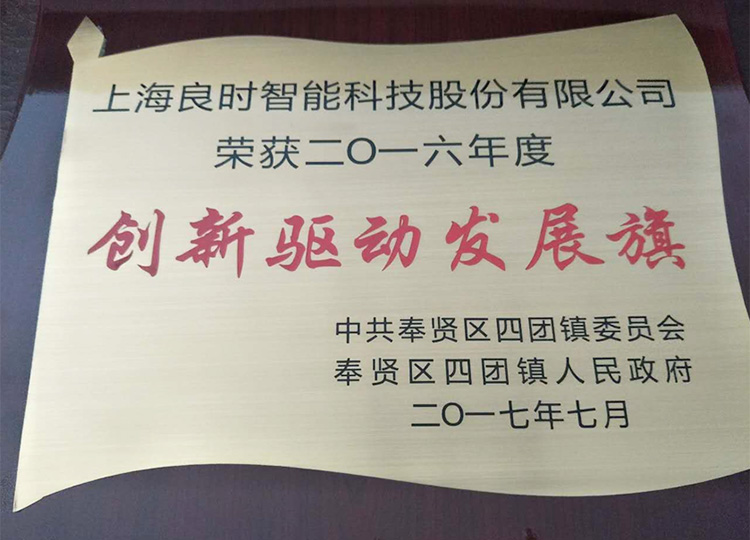 上海良时智能科技股份有限公司
荣获二〇一六年度
创新驱动发展旗
中共奉贤区四团镇委员会
奉贤区四团镇人民政府
二〇一七年七月